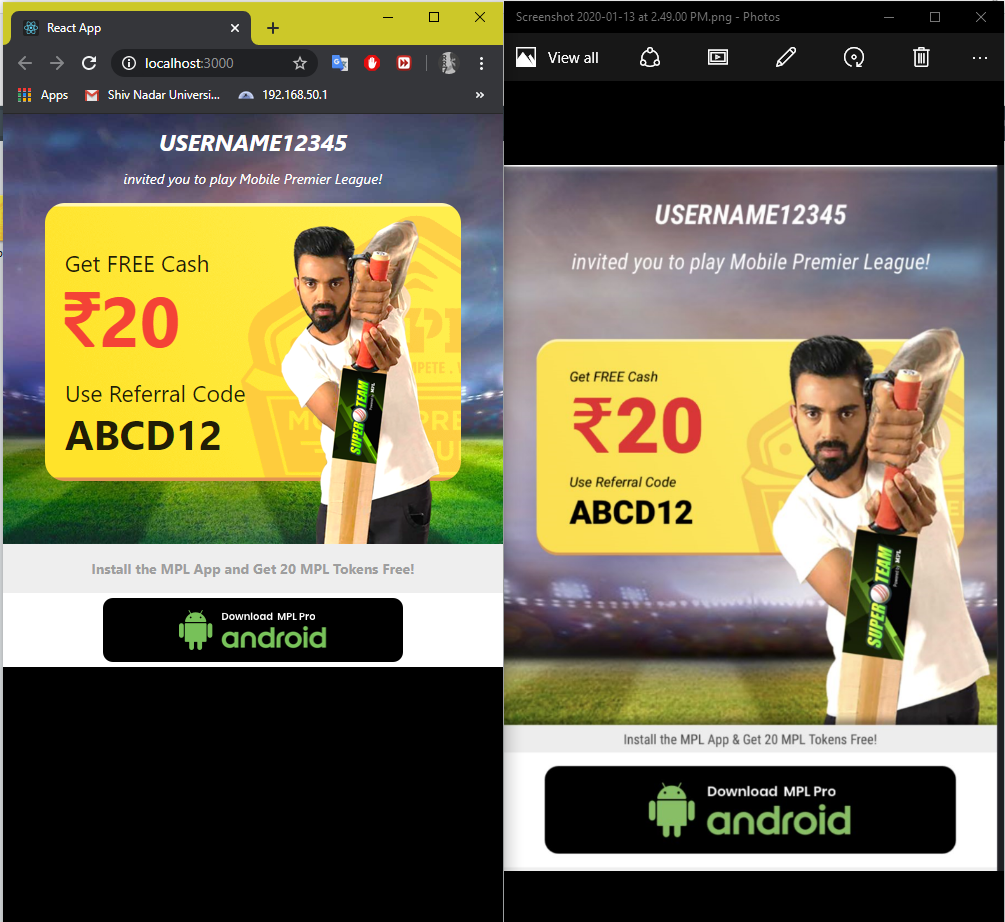 React App
localhost:3000
Apps
Shiv Nadar Universi...
192.168.50.1
»
USERNAME12345
invited you to play Mobile Premier League!
Get FREE Cash
₹20
Use Referral Code
ABCD12
SUPER TEAM
Install the MPL App and Get 20 MPL Tokens Free!
Download MPL Pro
android
Screenshot 2020-01-13 at 2.49.00 PM.png - Photos
View all
USERNAME12345
invited you to play Mobile Premier League!
Get FREE Cash
₹20
Use Referral Code
ABCD12
SUPER TEAM
Powered by MPL
Install the MPL App & Get 20 MPL Tokens Free!
Download MPL Pro
android